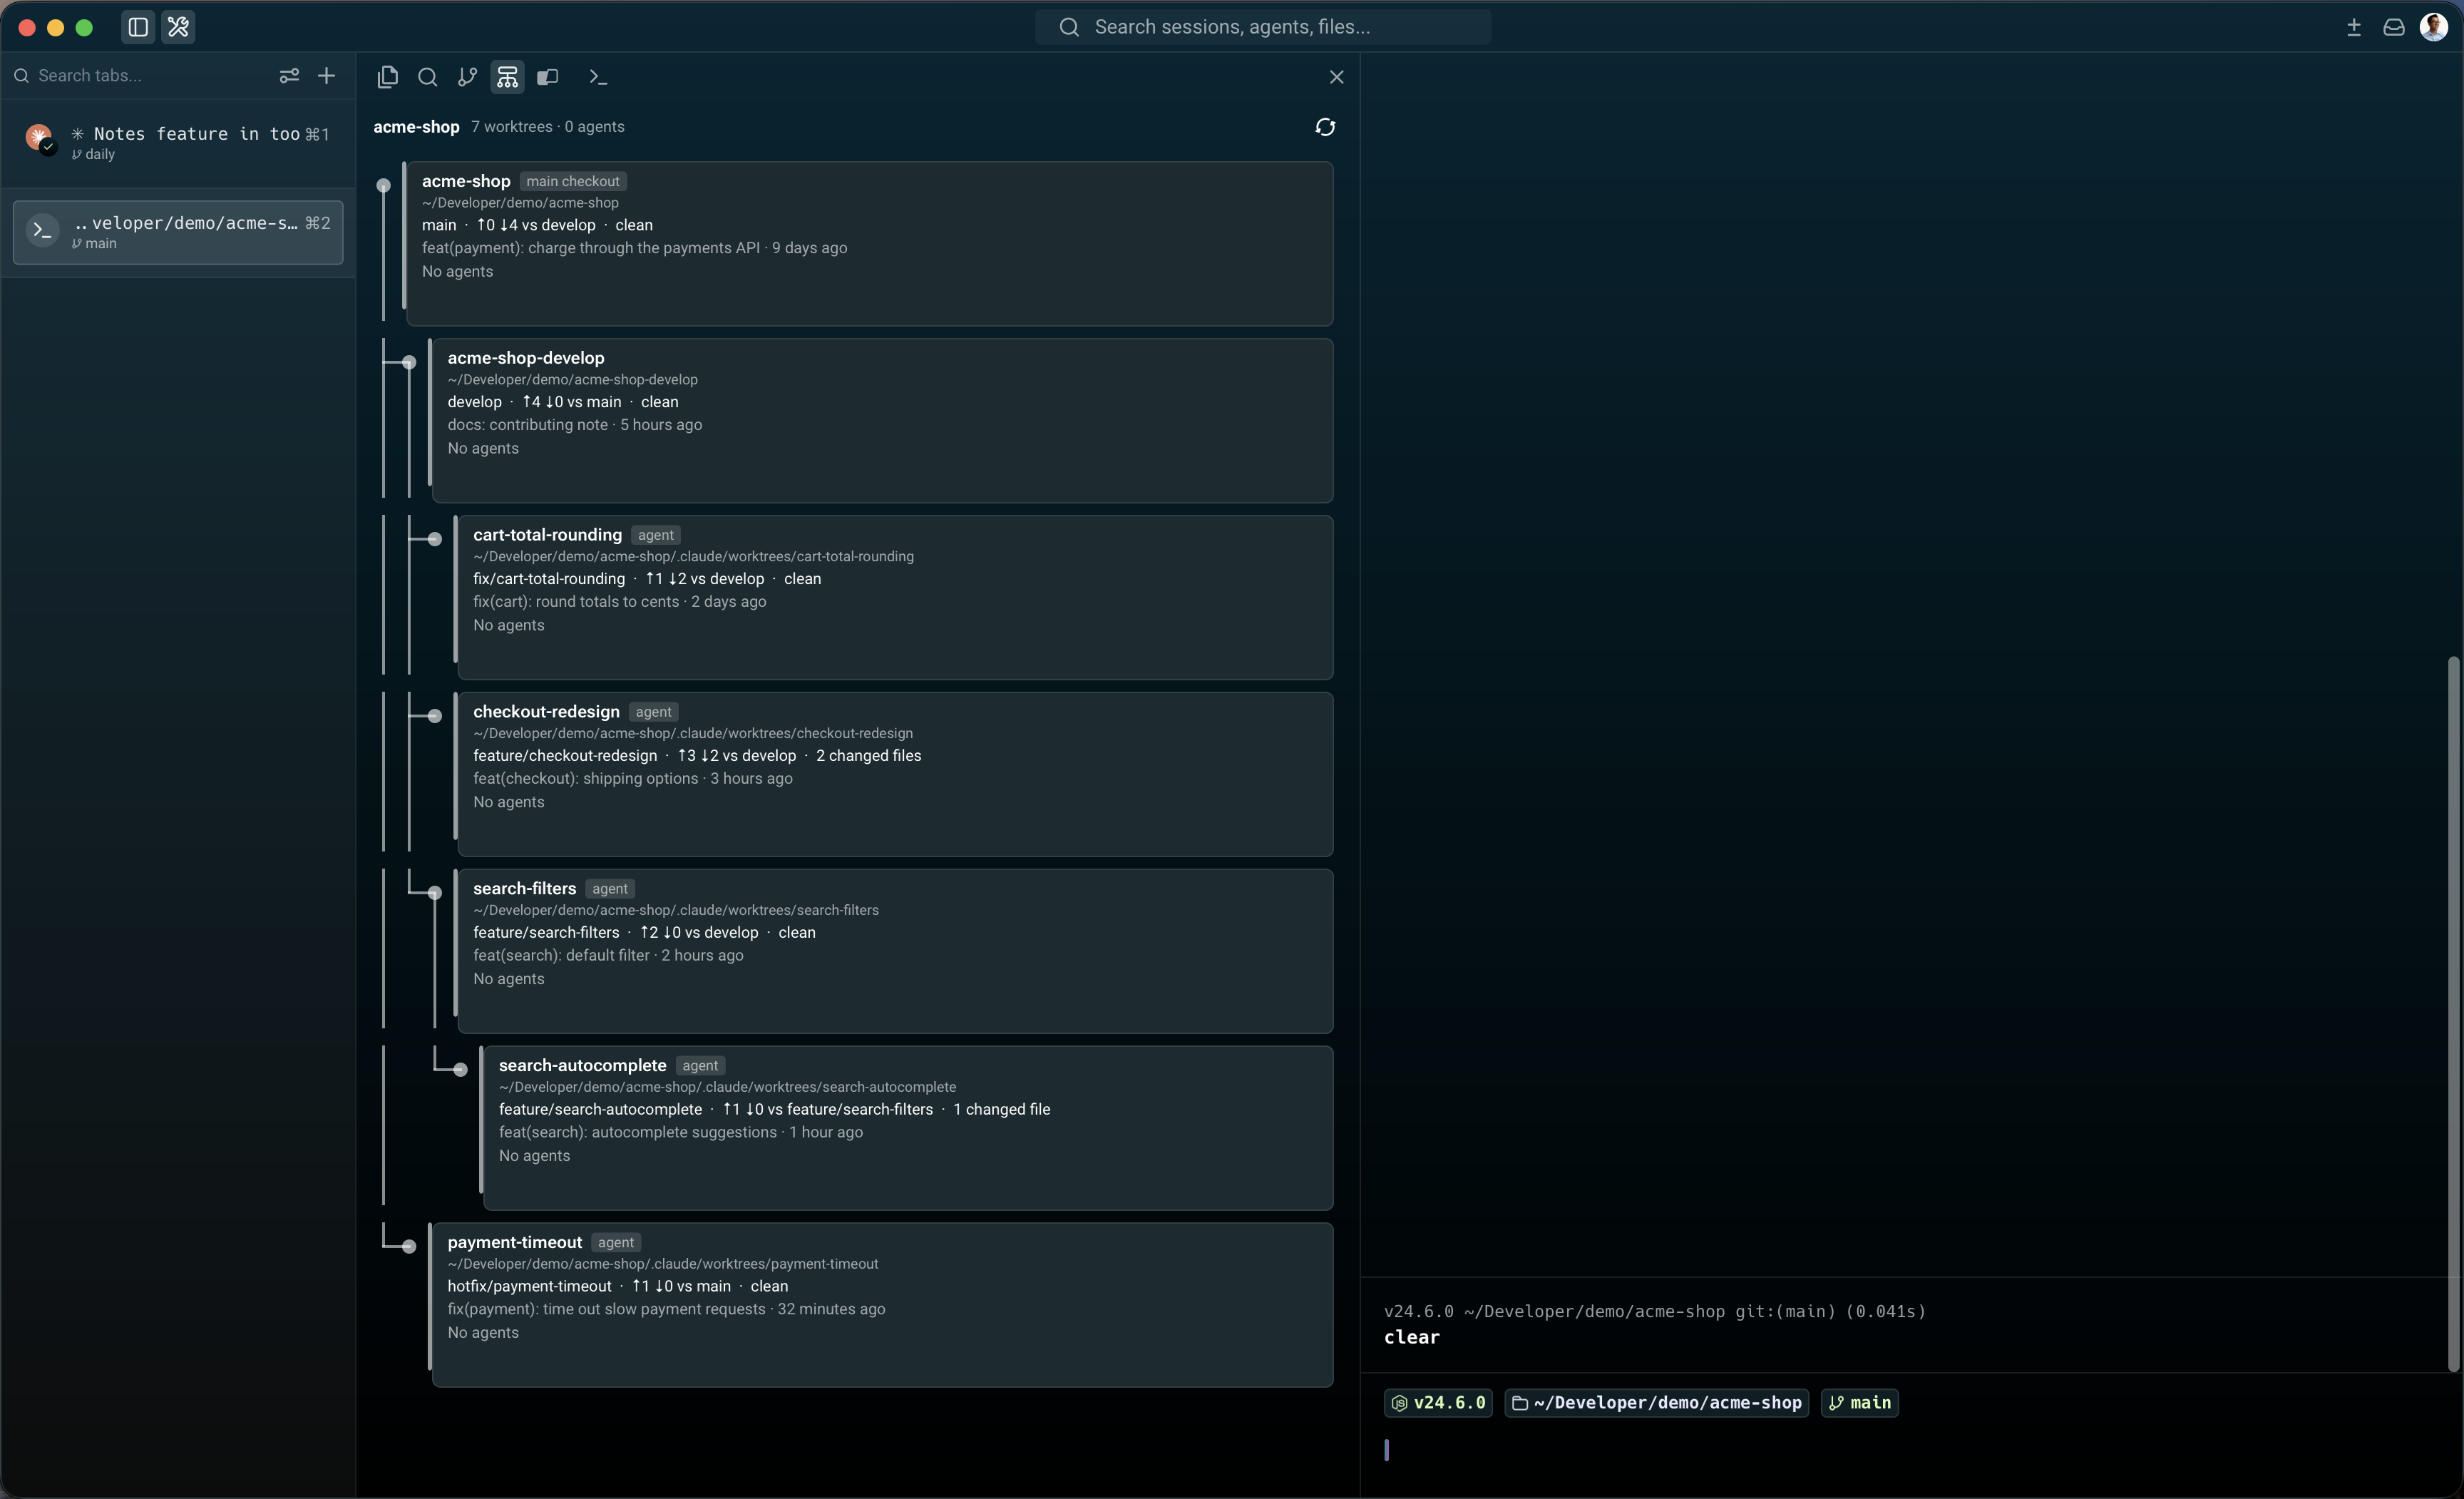 Search sessions, agents, files...
Search tabs...
✳ Notes feature in too ⌘1
daily
..veloper/demo/acme-s… ⌘2
main
acme-shop 7 worktrees · 0 agents
acme-shop main checkout
~/Developer/demo/acme-shop
main · ↑0 ↓4 vs develop · clean
feat(payment): charge through the payments API · 9 days ago
No agents
acme-shop-develop
~/Developer/demo/acme-shop-develop
develop · ↑4 ↓0 vs main · clean
docs: contributing note · 5 hours ago
No agents
cart-total-rounding agent
~/Developer/demo/acme-shop/.claude/worktrees/cart-total-rounding
fix/cart-total-rounding · ↑1 ↓2 vs develop · clean
fix(cart): round totals to cents · 2 days ago
No agents
checkout-redesign agent
~/Developer/demo/acme-shop/.claude/worktrees/checkout-redesign
feature/checkout-redesign · ↑3 ↓2 vs develop · 2 changed files
feat(checkout): shipping options · 3 hours ago
No agents
search-filters agent
~/Developer/demo/acme-shop/.claude/worktrees/search-filters
feature/search-filters · ↑2 ↓0 vs develop · clean
feat(search): default filter · 2 hours ago
No agents
search-autocomplete agent
~/Developer/demo/acme-shop/.claude/worktrees/search-autocomplete
feature/search-autocomplete · ↑1 ↓0 vs feature/search-filters · 1 changed file
feat(search): autocomplete suggestions · 1 hour ago
No agents
payment-timeout agent
~/Developer/demo/acme-shop/.claude/worktrees/payment-timeout
hotfix/payment-timeout · ↑1 ↓0 vs main · clean
fix(payment): time out slow payment requests · 32 minutes ago
No agents
v24.6.0 ~/Developer/demo/acme-shop git:(main) (0.041s)
clear
v24.6.0 ~/Developer/demo/acme-shop main